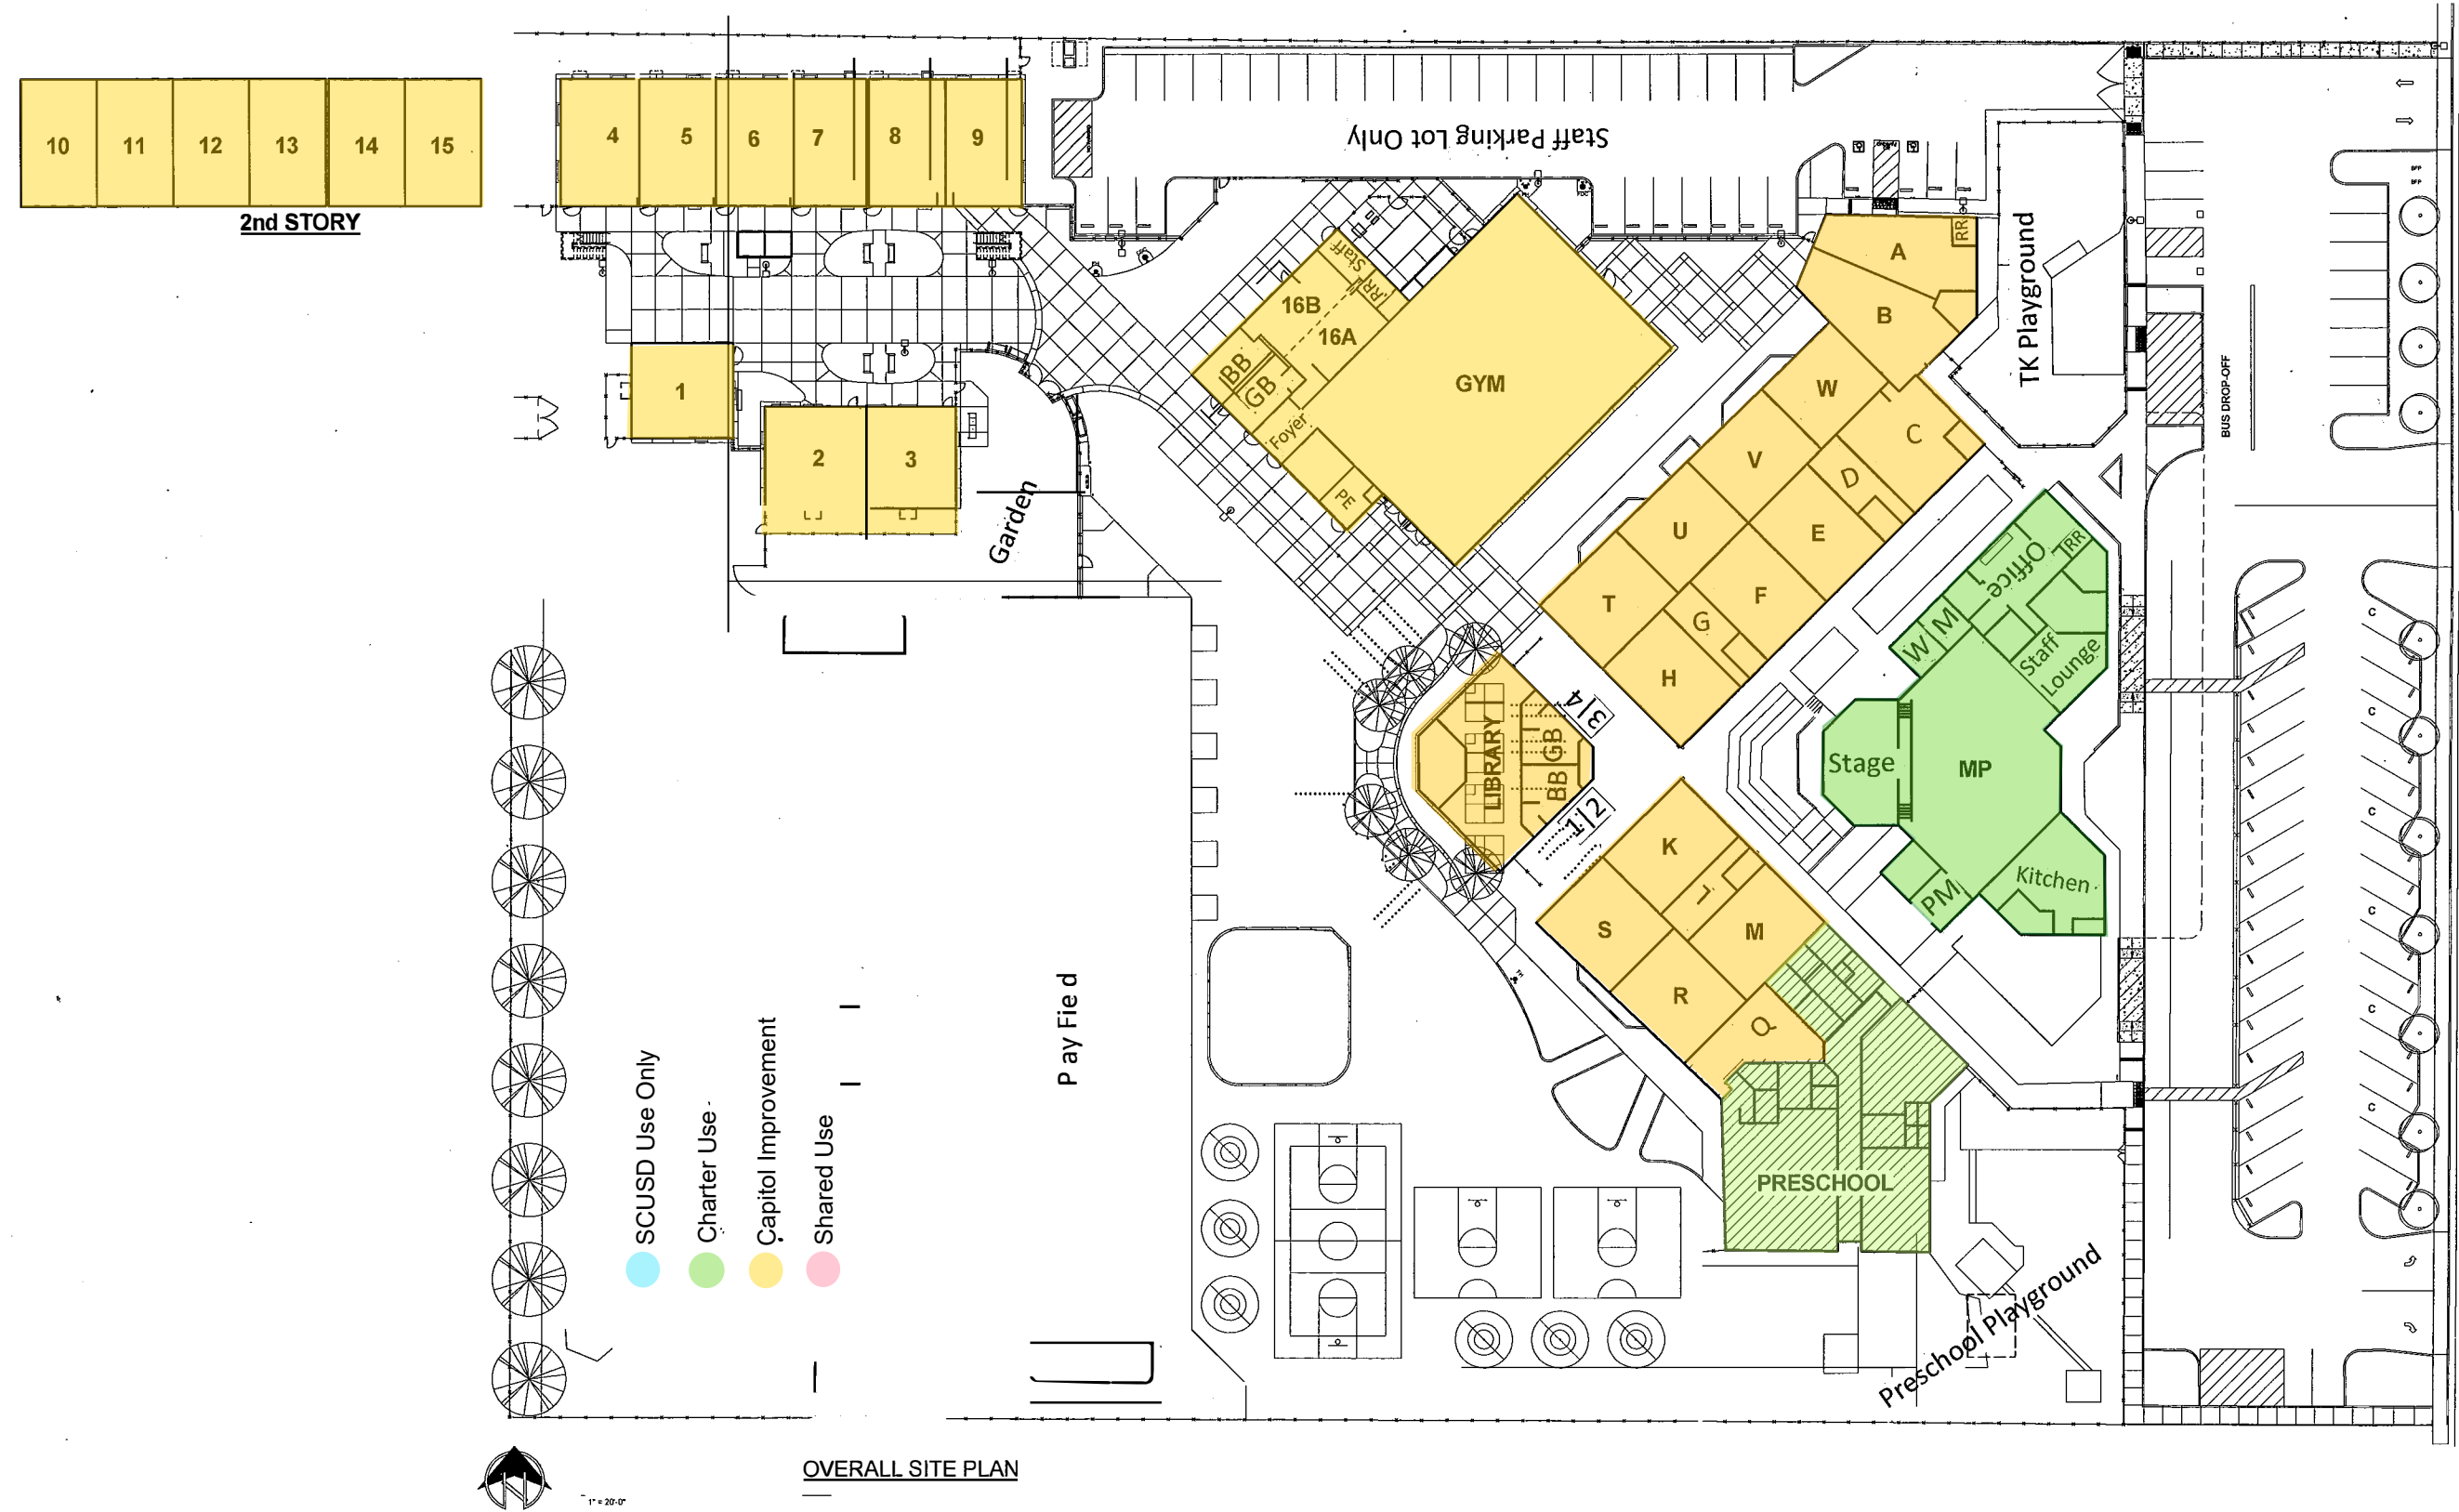 10
11
12
13
14
15
2nd STORY
4
5
6
7
8
9
Staff Parking Lot Only
1
2
3
Garden
Staff
RR
16B
16A
BB
GB
Foyer
PE
GYM
A
RR
B
TK Playground
BUS DROP-OFF
W
C
V
D
U
E
T
G
F
H
Office
RR
W
M
Staff
Lounge
Stage
MP
Kitchen
PM
LIBRARY
GB
BB
3|4
1|2
K
L
S
M
R
Q
PRESCHOOL
Preschool Playground
P ay Fie d
C
C
C
C
C
C
SCUSD Use Only
Charter Use
Capitol Improvement
Shared Use
OVERALL SITE PLAN
1" = 20'-0"